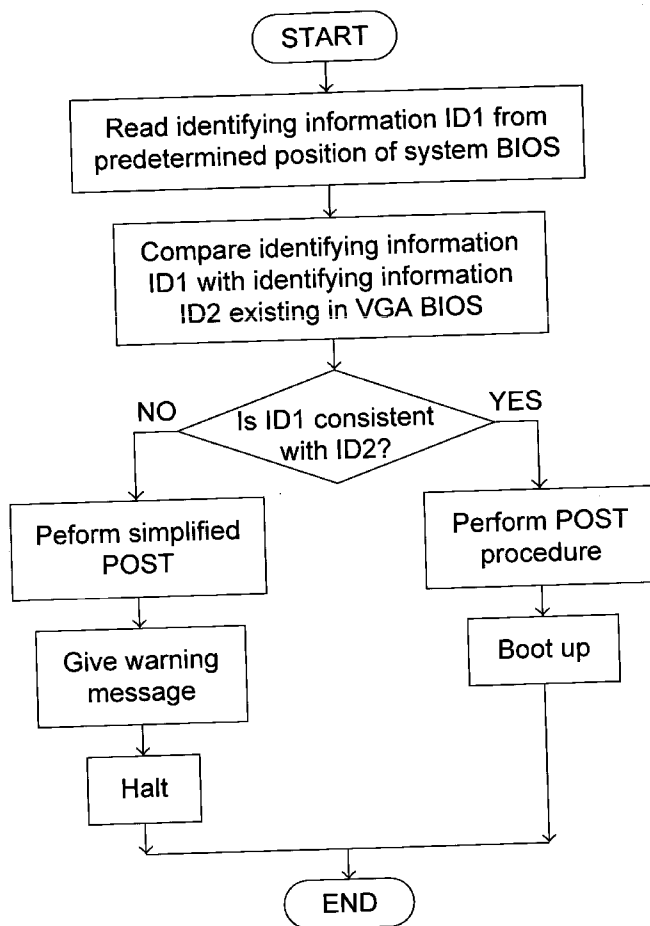 START
Read identifying information ID1 from
predetermined position of system BIOS
Compare identifying information
ID1 with identifying information
ID2 existing in VGA BIOS
NO
YES
Is ID1 consistent
with ID2?
Peform simplified
POST
Perform POST
procedure
Give warning
message
Boot up
Halt
END